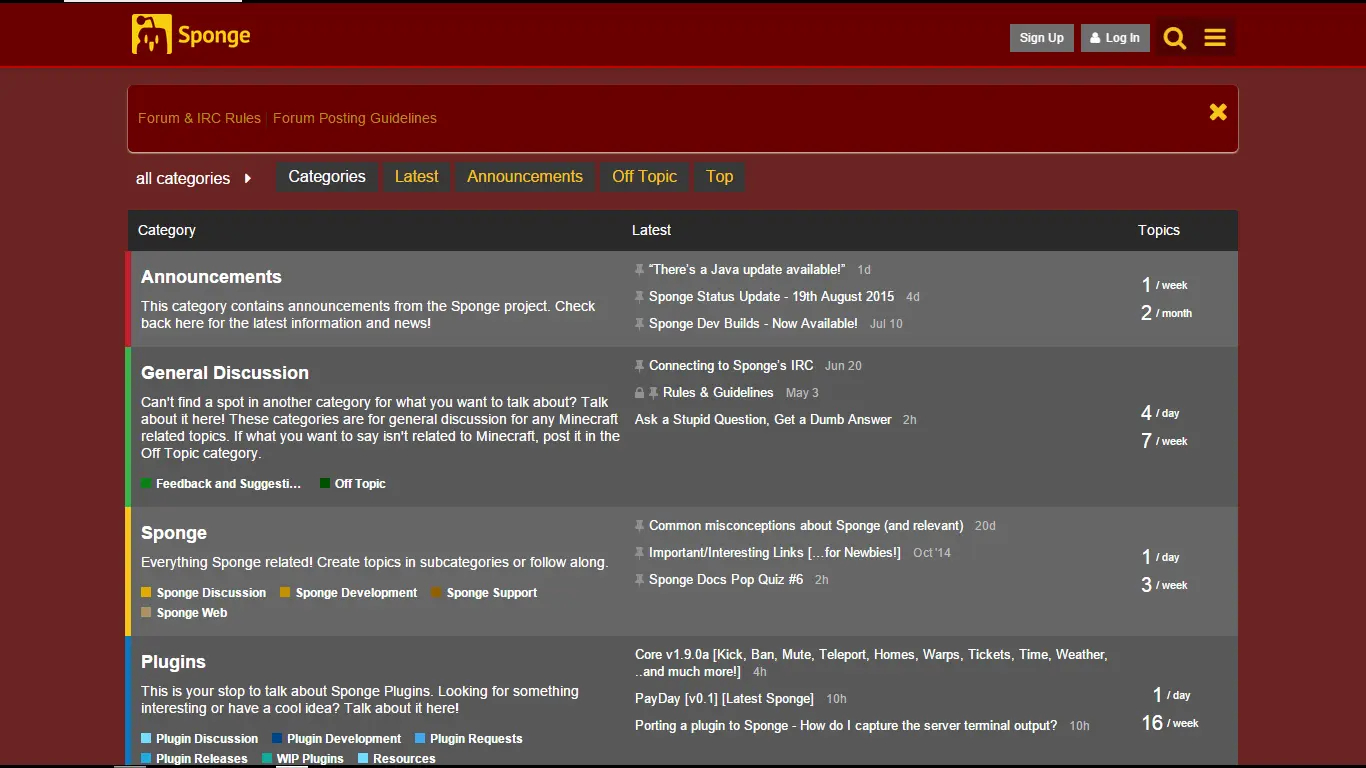 Sponge
Sign Up
Log In
Forum & IRC Rules | Forum Posting Guidelines
all categories
Categories
Latest
Announcements
Off Topic
Top
Category
Latest
Topics
Announcements
This category contains announcements from the Sponge project. Check
back here for the latest information and news!
“There’s a Java update available!” 1d
Sponge Status Update - 19th August 2015 4d
Sponge Dev Builds - Now Available! Jul 10
1 / week
2 / month
General Discussion
Can't find a spot in another category for what you want to talk about? Talk
about it here! These categories are for general discussion for any Minecraft
related topics. If what you want to say isn't related to Minecraft, post it in the
Off Topic category.
Feedback and Suggesti... Off Topic
Connecting to Sponge’s IRC Jun 20
Rules & Guidelines May 3
Ask a Stupid Question, Get a Dumb Answer 2h
4 / day
7 / week
Sponge
Everything Sponge related! Create topics in subcategories or follow along.
Sponge Discussion Sponge Development Sponge Support
Sponge Web
Common misconceptions about Sponge (and relevant) 20d
Important/Interesting Links […for Newbies!] Oct '14
Sponge Docs Pop Quiz #6 2h
1 / day
3 / week
Plugins
This is your stop to talk about Sponge Plugins. Looking for something
interesting or have a cool idea? Talk about it here!
Plugin Discussion Plugin Development Plugin Requests
Plugin Releases WIP Plugins Resources
Core v1.9.0a [Kick, Ban, Mute, Teleport, Homes, Warps, Tickets, Time, Weather,
..and much more!] 4h
PayDay [v0.1] [Latest Sponge] 10h
Porting a plugin to Sponge - How do I capture the server terminal output? 10h
1 / day
16 / week